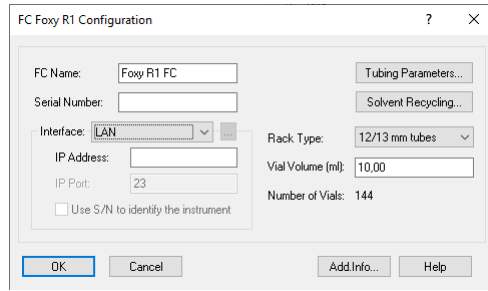 FC Foxy R1 Configuration
FC Name: Foxy R1 FC
Serial Number:
Interface: LAN ...
IP Address:
IP Port: 23
Use S/N to identify the instrument
Tubing Parameters...
Solvent Recycling...
Rack Type: 12/13 mm tubes
Vial Volume (ml): 10,00
Number of Vials: 144
OK
Cancel
Add.Info...
Help